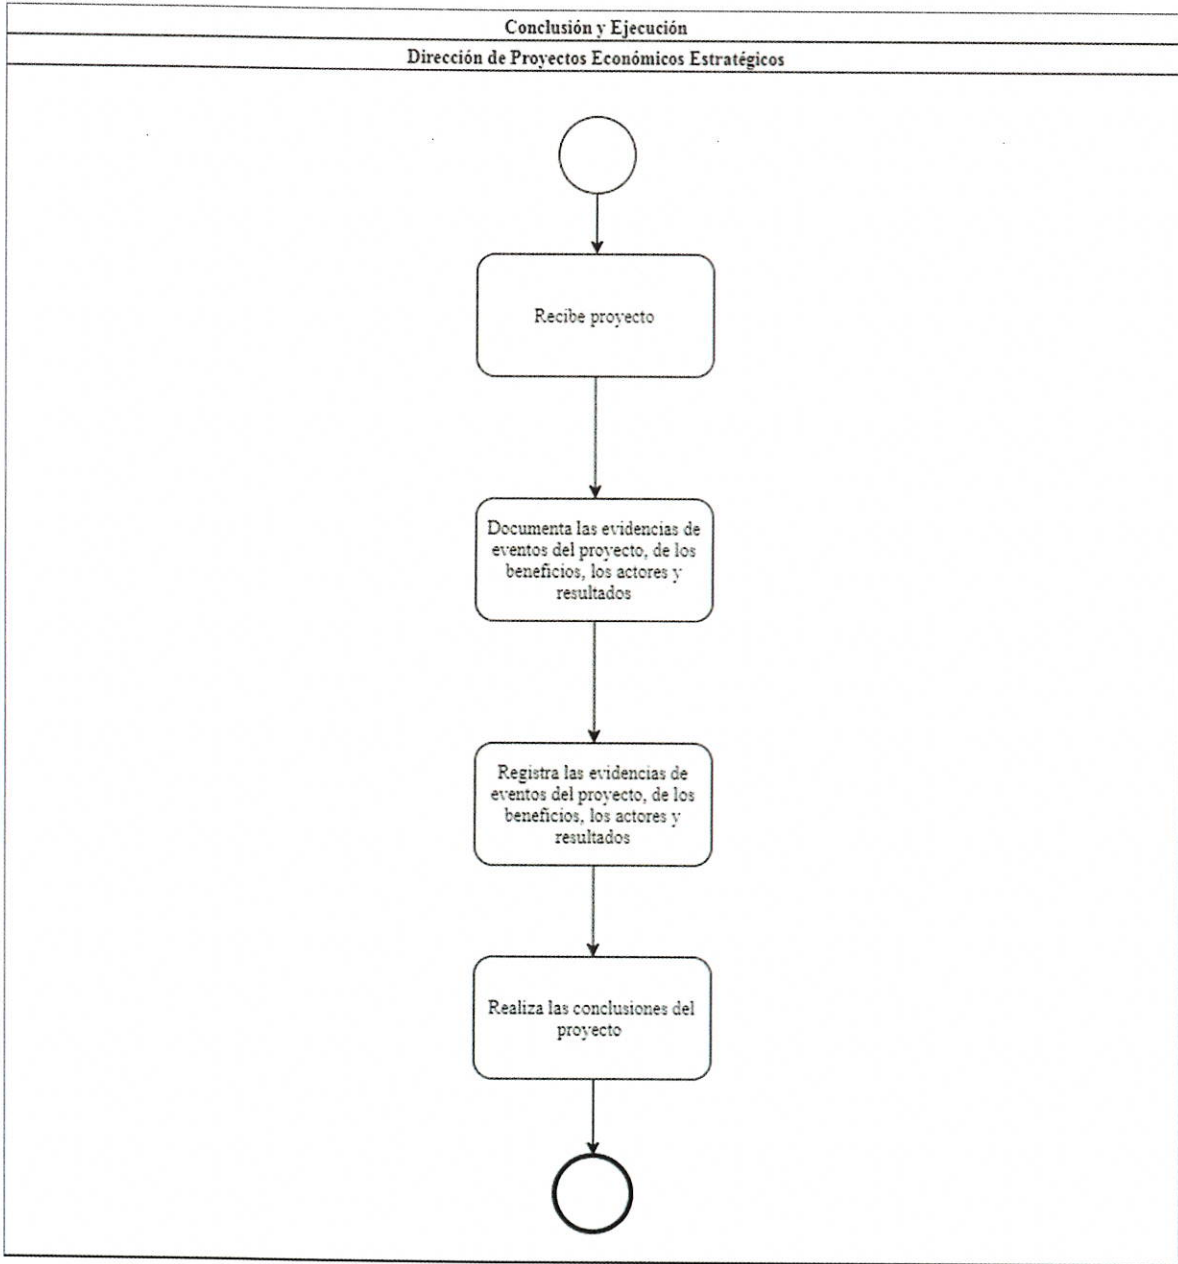 Conclusión y Ejecución
Dirección de Proyectos Económicos Estratégicos
Recibe proyecto
Documenta las evidencias de
eventos del proyecto, de los
beneficios, los actores y
resultados
Registra las evidencias de
eventos del proyecto, de los
beneficios, los actores y
resultados
Realiza las conclusiones del
proyecto